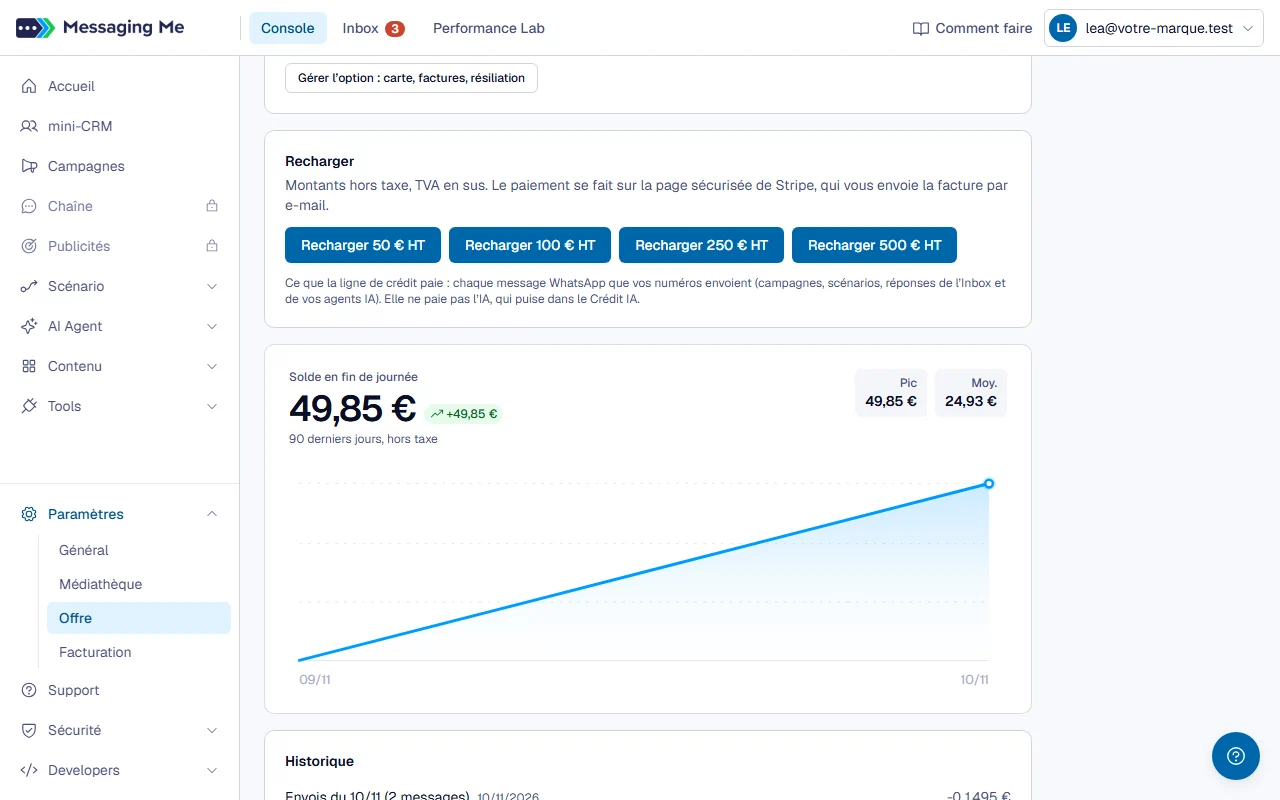 Messaging Me
Console
Inbox 3
Performance Lab
Comment faire
LE lea@votre-marque.test
Accueil
mini-CRM
Campagnes
Chaîne
Publicités
Scénario
AI Agent
Contenu
Tools
Paramètres
Général
Médiathèque
Offre
Facturation
Support
Sécurité
Developers
Gérer l'option : carte, factures, résiliation
Recharger
Montants hors taxe, TVA en sus. Le paiement se fait sur la page sécurisée de Stripe, qui vous envoie la facture par
e-mail.
Recharger 50 € HT
Recharger 100 € HT
Recharger 250 € HT
Recharger 500 € HT
Ce que la ligne de crédit paie : chaque message WhatsApp que vos numéros envoient (campagnes, scénarios, réponses de l'Inbox et
de vos agents IA). Elle ne paie pas l'IA, qui puise dans le Crédit IA.
Solde en fin de journée
49,85 € +49,85 €
90 derniers jours, hors taxe
Pic
49,85 €
Moy.
24,93 €
09/11
10/11
Historique
Envois du 10/11 (2 messages) 10/11/2026
-0,1495 €